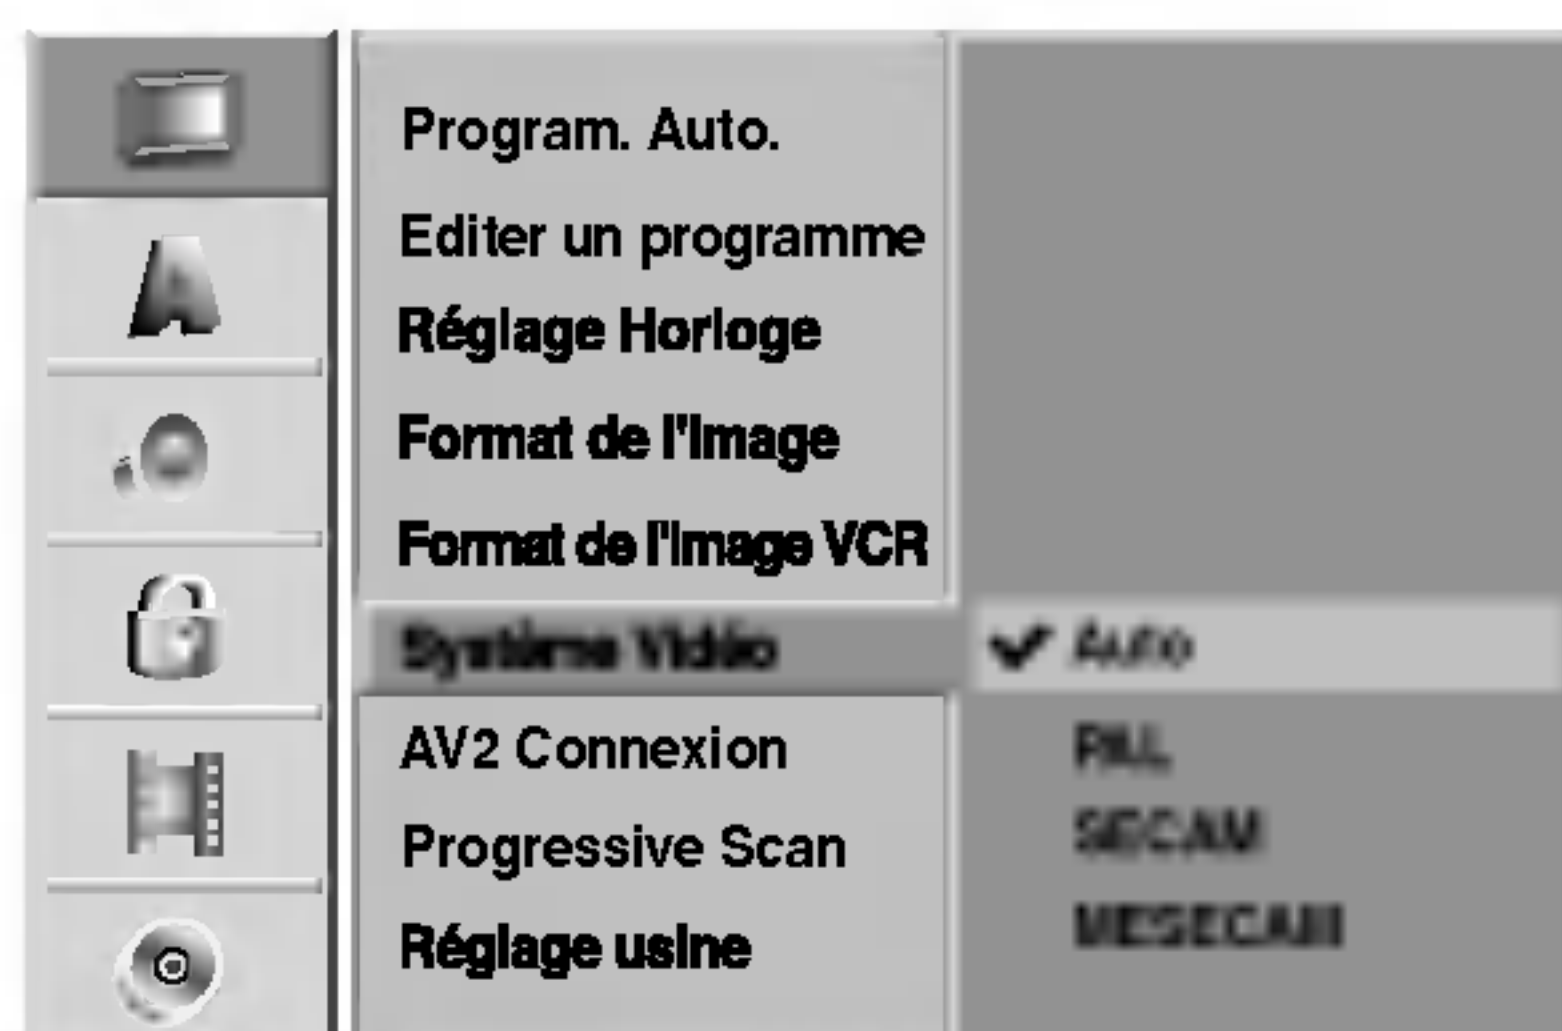 Program. Auto.
Editer un programme
Réglage Horloge
Format de l'Image
Format de l'Image VCR
Système Vidéo
Auto
PAL
SECAM
MESECAM
AV2 Connexion
Progressive Scan
Réglage usine